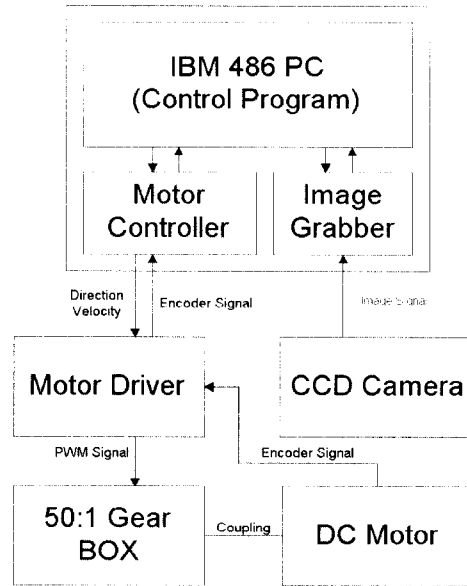 IBM 486 PC
(Control Program)
Motor
Controller
Image
Grabber
Direction
Velocity
Encoder Signal
Image Signal
Motor Driver
CCD Camera
PWM Signal
Encoder Signal
50:1 Gear
BOX
Coupling
DC Motor